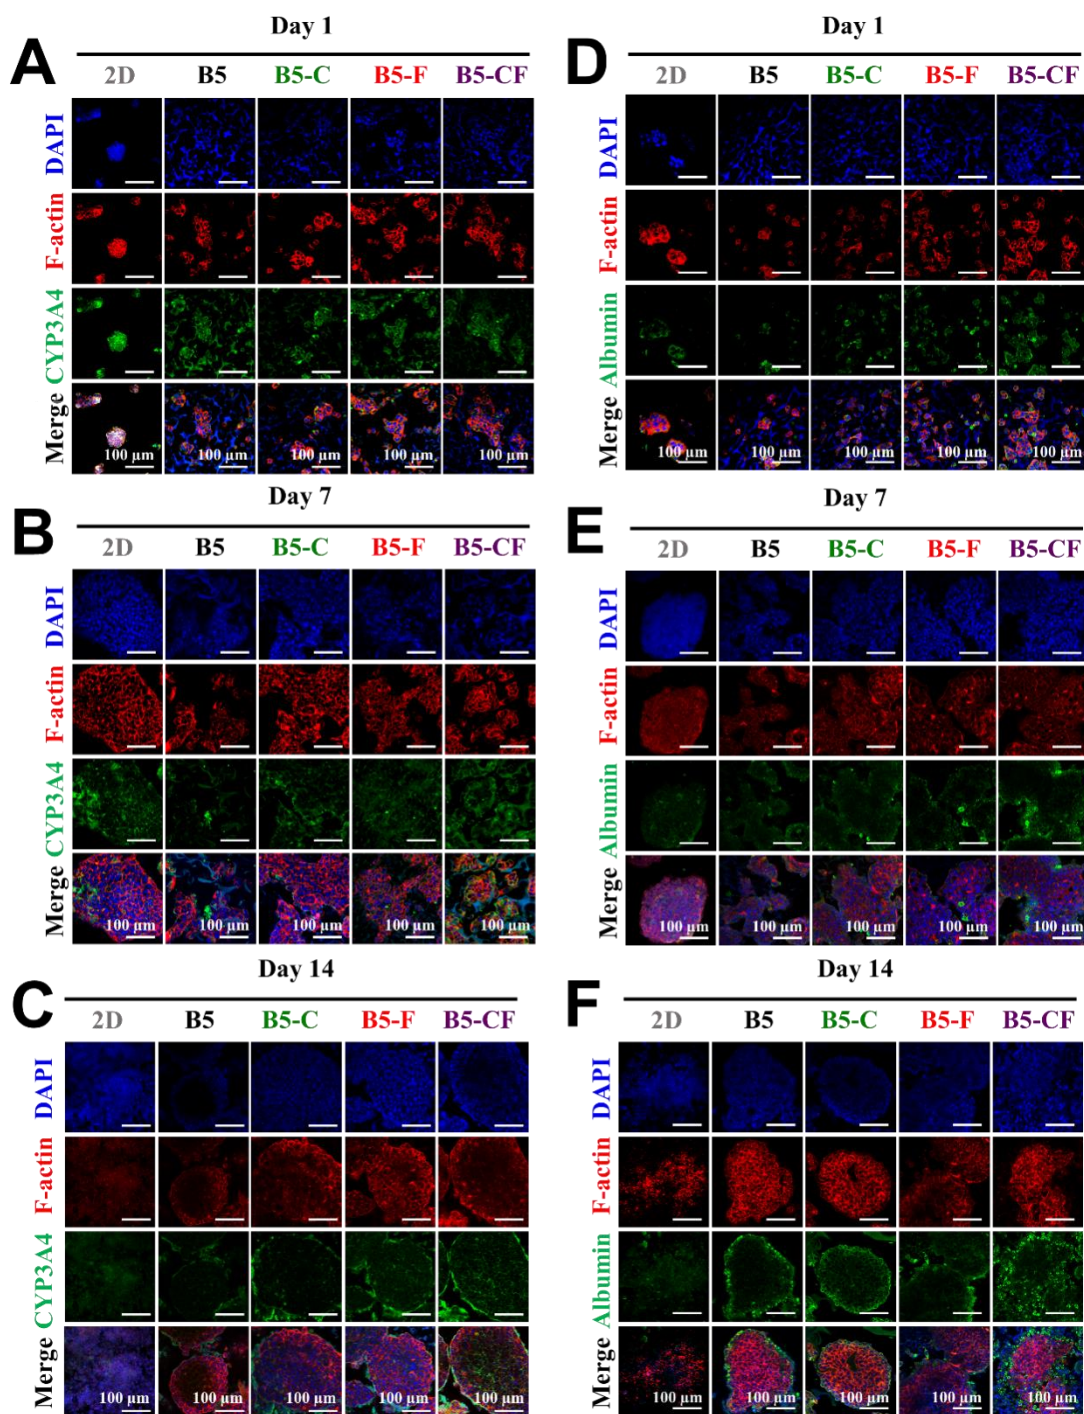 A
Day 1
2D B5 B5-C B5-F B5-CF
DAPI
F-actin
CYP3A4
Merge
100 µm 100 µm 100 µm 100 µm 100 µm
B
Day 7
2D B5 B5-C B5-F B5-CF
DAPI
F-actin
CYP3A4
Merge
100 µm 100 µm 100 µm 100 µm 100 µm
C
Day 14
2D B5 B5-C B5-F B5-CF
DAPI
F-actin
CYP3A4
Merge
100 µm 100 µm 100 µm 100 µm 100 µm
D
Day 1
2D B5 B5-C B5-F B5-CF
DAPI
F-actin
Albumin
Merge
100 µm 100 µm 100 µm 100 µm 100 µm
E
Day 7
2D B5 B5-C B5-F B5-CF
DAPI
F-actin
Albumin
Merge
100 µm 100 µm 100 µm 100 µm 100 µm
F
Day 14
2D B5 B5-C B5-F B5-CF
DAPI
F-actin
Albumin
Merge
100 µm 100 µm 100 µm 100 µm 100 µm